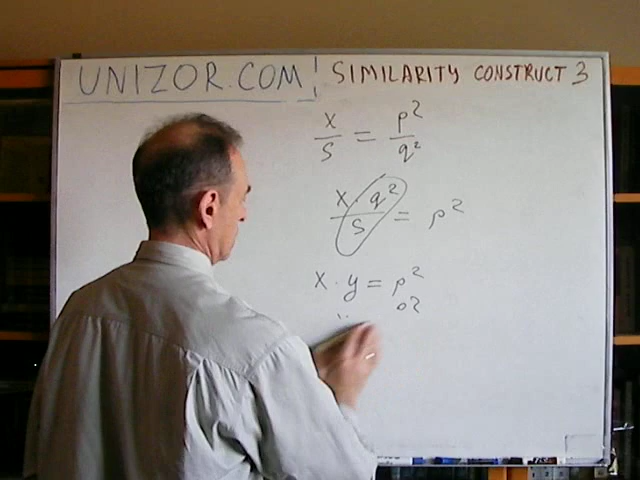 UNIZOR.COM ¦ SIMILARITY CONSTRUCT 3
x/s = p²/q²
x·q²/s = p²
x·y = p²